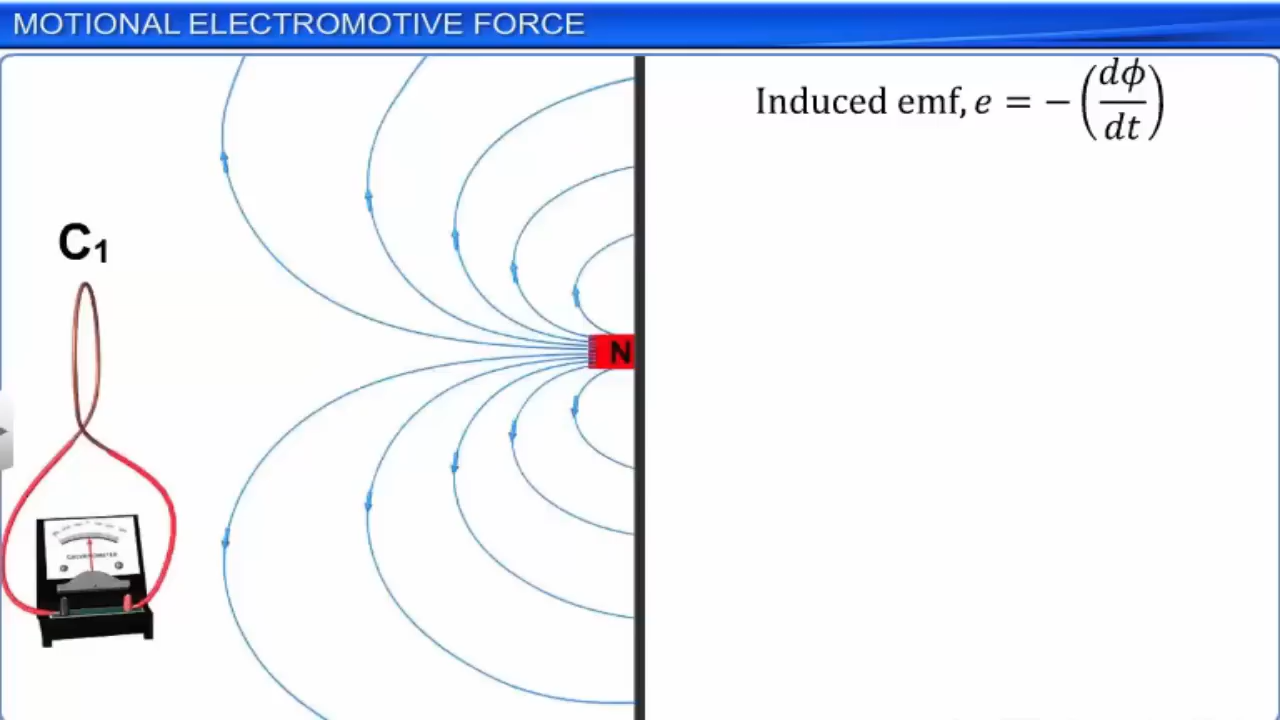 MOTIONAL ELECTROMOTIVE FORCE
Induced emf, e = −(dϕ/dt)
C₁
N